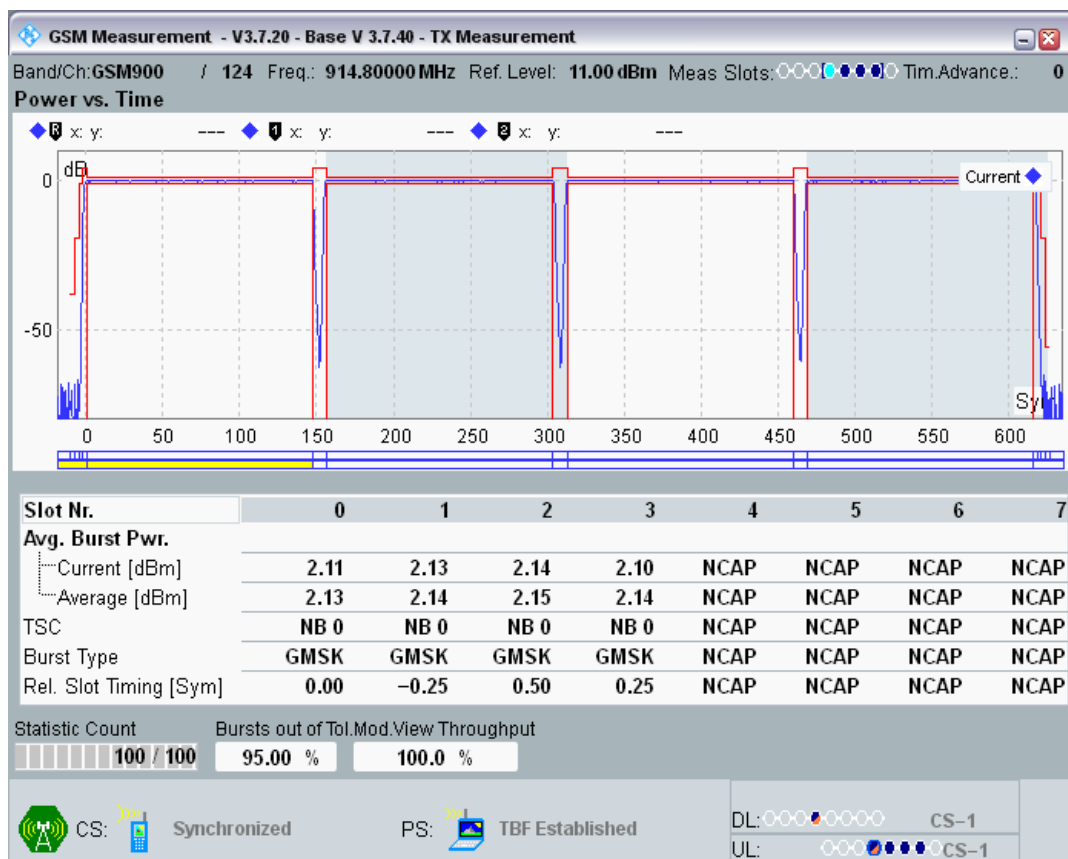 GSM Measurement - V3.7.20 - Base V 3.7.40 - TX Measurement
Band/Ch:GSM900 / 124 Freq.: 914.80000 MHz Ref. Level: 11.00 dBm Meas Slots: Tim.Advance.: 0
Power vs. Time
R x: y: --- 1 x: y: --- 2 x: y: ---
dB
Current
0
-50
Sy
0 50 100 150 200 250 300 350 400 450 500 550 600
Slot Nr. 0 1 2 3 4 5 6 7
Avg. Burst Pwr.
Current [dBm] 2.11 2.13 2.14 2.10 NCAP NCAP NCAP NCAP
Average [dBm] 2.13 2.14 2.15 2.14 NCAP NCAP NCAP NCAP
TSC NB 0 NB 0 NB 0 NB 0 NCAP NCAP NCAP NCAP
Burst Type GMSK GMSK GMSK GMSK NCAP NCAP NCAP NCAP
Rel. Slot Timing [Sym] 0.00 −0.25 0.50 0.25 NCAP NCAP NCAP NCAP
Statistic Count Bursts out of Tol.Mod.View Throughput
100 / 100 95.00 % 100.0 %
CS: Synchronized PS: TBF Established
DL: CS−1
UL: CS−1